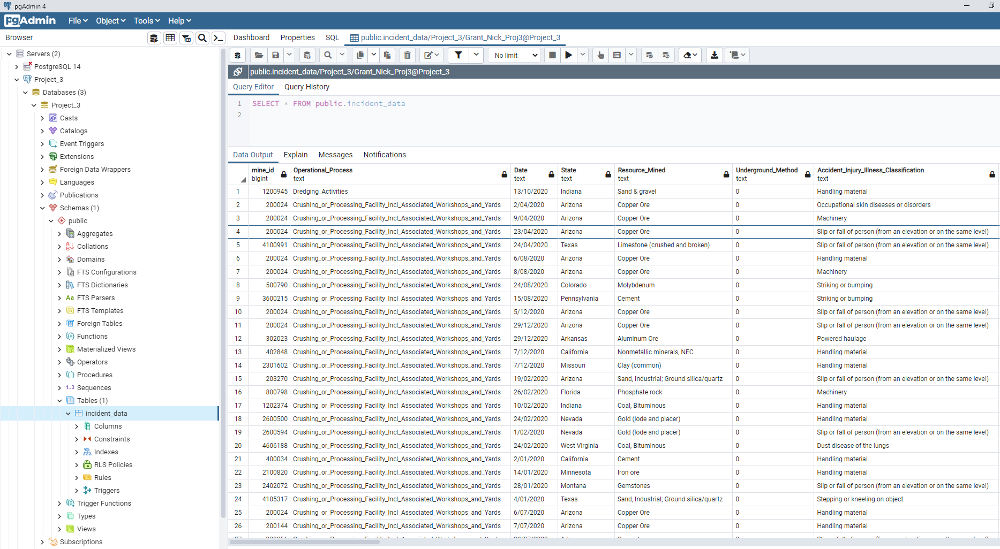 pgAdmin 4
pgAdmin File Object Tools Help
Browser
Dashboard Properties SQL public.incident_data/Project_3/Grant_Nick_Proj3@Project_3
No limit
public.incident_data/Project_3/Grant_Nick_Proj3@Project_3
Query Editor Query History
1 SELECT * FROM public.incident_data
2
Servers (2)
PostgreSQL 14
Project_3
Databases (3)
Project_3
Casts
Catalogs
Event Triggers
Extensions
Foreign Data Wrappers
Languages
Publications
Schemas (1)
public
Aggregates
Collations
Domains
FTS Configurations
FTS Dictionaries
Aa FTS Parsers
FTS Templates
Foreign Tables
Functions
Materialized Views
Operators
Procedures
1..3 Sequences
Tables (1)
incident_data
Columns
Constraints
Indexes
RLS Policies
Rules
Triggers
Trigger Functions
Types
Views
Subscriptions
Data Output Explain Messages Notifications
mine_id Operational_Process Date State Resource_Mined Underground_Method Accident_Injury_Illness_Classification
bigint text text text text text text
1 1200945 Dredging_Activities 13/10/2020 Indiana Sand & gravel 0 Handling material
2 200024 Crushing_or_Processing_Facility_Incl_Associated_Workshops_and_Yards 2/04/2020 Arizona Copper Ore 0 Occupational skin diseases or disorders
3 200024 Crushing_or_Processing_Facility_Incl_Associated_Workshops_and_Yards 9/04/2020 Arizona Copper Ore 0 Machinery
4 200024 Crushing_or_Processing_Facility_Incl_Associated_Workshops_and_Yards 23/04/2020 Arizona Copper Ore 0 Slip or fall of person (from an elevation or on the same level)
5 4100991 Crushing_or_Processing_Facility_Incl_Associated_Workshops_and_Yards 24/04/2020 Texas Limestone (crushed and broken) 0 Slip or fall of person (from an elevation or on the same level)
6 200024 Crushing_or_Processing_Facility_Incl_Associated_Workshops_and_Yards 6/08/2020 Arizona Copper Ore 0 Handling material
7 200024 Crushing_or_Processing_Facility_Incl_Associated_Workshops_and_Yards 8/08/2020 Arizona Copper Ore 0 Machinery
8 500790 Crushing_or_Processing_Facility_Incl_Associated_Workshops_and_Yards 24/08/2020 Colorado Molybdenum 0 Striking or bumping
9 3600215 Crushing_or_Processing_Facility_Incl_Associated_Workshops_and_Yards 15/08/2020 Pennsylvania Cement 0 Striking or bumping
10 200024 Crushing_or_Processing_Facility_Incl_Associated_Workshops_and_Yards 5/12/2020 Arizona Copper Ore 0 Slip or fall of person (from an elevation or on the same level)
11 200024 Crushing_or_Processing_Facility_Incl_Associated_Workshops_and_Yards 29/12/2020 Arizona Copper Ore 0 Slip or fall of person (from an elevation or on the same level)
12 302023 Crushing_or_Processing_Facility_Incl_Associated_Workshops_and_Yards 29/12/2020 Arkansas Aluminum Ore 0 Powered haulage
13 402848 Crushing_or_Processing_Facility_Incl_Associated_Workshops_and_Yards 7/12/2020 California Nonmetallic minerals, NEC 0 Handling material
14 2301602 Crushing_or_Processing_Facility_Incl_Associated_Workshops_and_Yards 7/12/2020 Missouri Clay (common) 0 Handling material
15 203270 Crushing_or_Processing_Facility_Incl_Associated_Workshops_and_Yards 19/02/2020 Arizona Sand, Industrial; Ground silica/quartz 0 Slip or fall of person (from an elevation or on the same level)
16 800798 Crushing_or_Processing_Facility_Incl_Associated_Workshops_and_Yards 26/02/2020 Florida Phosphate rock 0 Machinery
17 1202374 Crushing_or_Processing_Facility_Incl_Associated_Workshops_and_Yards 10/02/2020 Indiana Coal, Bituminous 0 Handling material
18 2600500 Crushing_or_Processing_Facility_Incl_Associated_Workshops_and_Yards 24/02/2020 Nevada Gold (lode and placer) 0 Handling material
19 2600594 Crushing_or_Processing_Facility_Incl_Associated_Workshops_and_Yards 1/02/2020 Nevada Gold (lode and placer) 0 Slip or fall of person (from an elevation or on the same level)
20 4606188 Crushing_or_Processing_Facility_Incl_Associated_Workshops_and_Yards 24/02/2020 West Virginia Coal, Bituminous 0 Dust disease of the lungs
21 400034 Crushing_or_Processing_Facility_Incl_Associated_Workshops_and_Yards 2/01/2020 California Cement 0 Handling material
22 2100820 Crushing_or_Processing_Facility_Incl_Associated_Workshops_and_Yards 14/01/2020 Minnesota Iron ore 0 Handling material
23 2402072 Crushing_or_Processing_Facility_Incl_Associated_Workshops_and_Yards 28/01/2020 Montana Gemstones 0 Slip or fall of person (from an elevation or on the same level)
24 4105317 Crushing_or_Processing_Facility_Incl_Associated_Workshops_and_Yards 4/01/2020 Texas Sand, Industrial; Ground silica/quartz 0 Stepping or kneeling on object
25 200024 Crushing_or_Processing_Facility_Incl_Associated_Workshops_and_Yards 6/07/2020 Arizona Copper Ore 0 Handling material
26 200144 Crushing_or_Processing_Facility_Incl_Associated_Workshops_and_Yards 7/07/2020 Arizona Copper Ore 0 Handling material